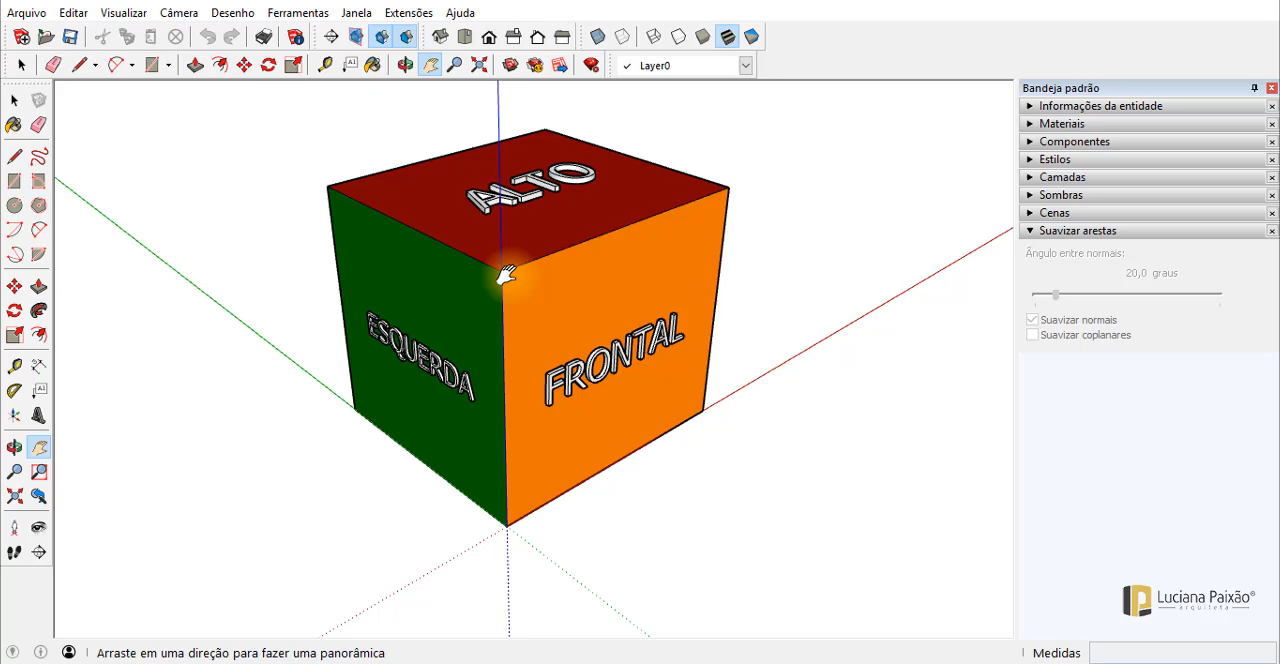 Arquivo Editar Visualizar Câmera Desenho Ferramentas Janela Extensões Ajuda
A1 Layer0
Bandeja padrão
Informações da entidade
Materiais
Componentes
Estilos
Camadas
Sombras
Cenas
Suavizar arestas
Ângulo entre normais:
20,0 graus
Suavizar normais
Suavizar coplanares
ALTO
ESQUERDA
FRONTAL
A1
Luciana Paixão®
arquiteta
Arraste em uma direção para fazer uma panorâmica
Medidas